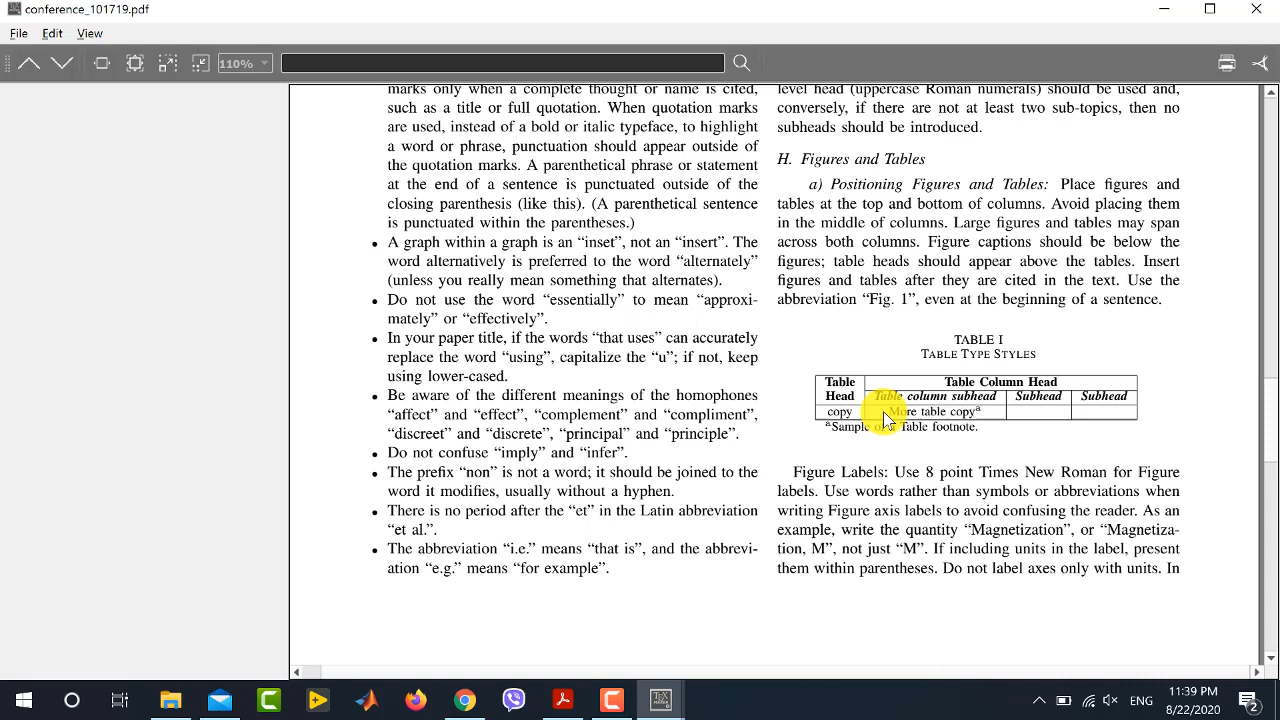 conference_101719.pdf
File Edit View
110%
marks only when a complete thought or name is cited,
such as a title or full quotation. When quotation marks
are used, instead of a bold or italic typeface, to highlight
a word or phrase, punctuation should appear outside of
the quotation marks. A parenthetical phrase or statement
at the end of a sentence is punctuated outside of the
closing parenthesis (like this). (A parenthetical sentence
is punctuated within the parentheses.)
• A graph within a graph is an “inset”, not an “insert”. The
word alternatively is preferred to the word “alternately”
(unless you really mean something that alternates).
• Do not use the word “essentially” to mean “approxi-
mately” or “effectively”.
• In your paper title, if the words “that uses” can accurately
replace the word “using”, capitalize the “u”; if not, keep
using lower-cased.
• Be aware of the different meanings of the homophones
“affect” and “effect”, “complement” and “compliment”,
“discreet” and “discrete”, “principal” and “principle”.
• Do not confuse “imply” and “infer”.
• The prefix “non” is not a word; it should be joined to the
word it modifies, usually without a hyphen.
• There is no period after the “et” in the Latin abbreviation
“et al.”.
• The abbreviation “i.e.” means “that is”, and the abbrevi-
ation “e.g.” means “for example”.
level head (uppercase Roman numerals) should be used and,
conversely, if there are not at least two sub-topics, then no
subheads should be introduced.
H. Figures and Tables
a) Positioning Figures and Tables: Place figures and
tables at the top and bottom of columns. Avoid placing them
in the middle of columns. Large figures and tables may span
across both columns. Figure captions should be below the
figures; table heads should appear above the tables. Insert
figures and tables after they are cited in the text. Use the
abbreviation “Fig. 1”, even at the beginning of a sentence.
TABLE I
TABLE TYPE STYLES
Table Table Column Head
Head Table column subhead Subhead Subhead
copy More table copyᵃ
ᵃSample of a Table footnote.
Figure Labels: Use 8 point Times New Roman for Figure
labels. Use words rather than symbols or abbreviations when
writing Figure axis labels to avoid confusing the reader. As an
example, write the quantity “Magnetization”, or “Magnetiza-
tion, M”, not just “M”. If including units in the label, present
them within parentheses. Do not label axes only with units. In
ENG
11:39 PM
8/22/2020
2